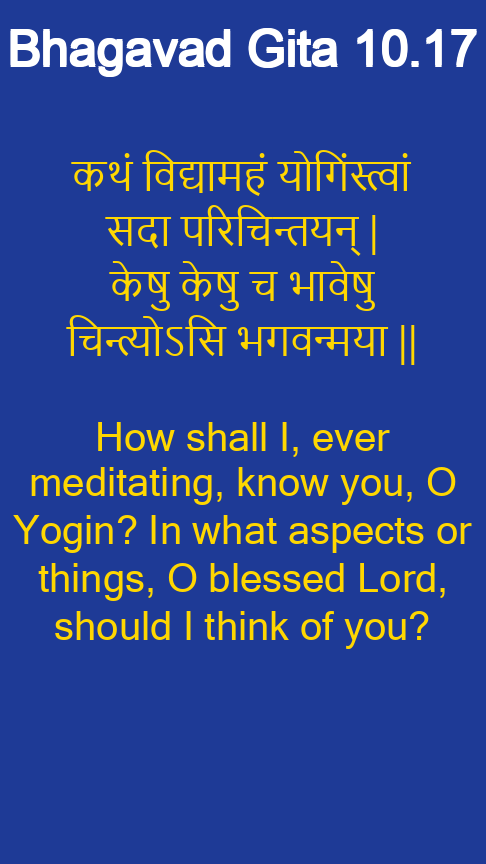 Bhagavad Gita 10.17
कथं विद्यामहं योगिंस्त्वां
सदा परिचिन्तयन् |
केषु केषु च भावेषु
चिन्त्योऽसि भगवन्मया ||
How shall I, ever
meditating, know you, O
Yogin? In what aspects or
things, O blessed Lord,
should I think of you?